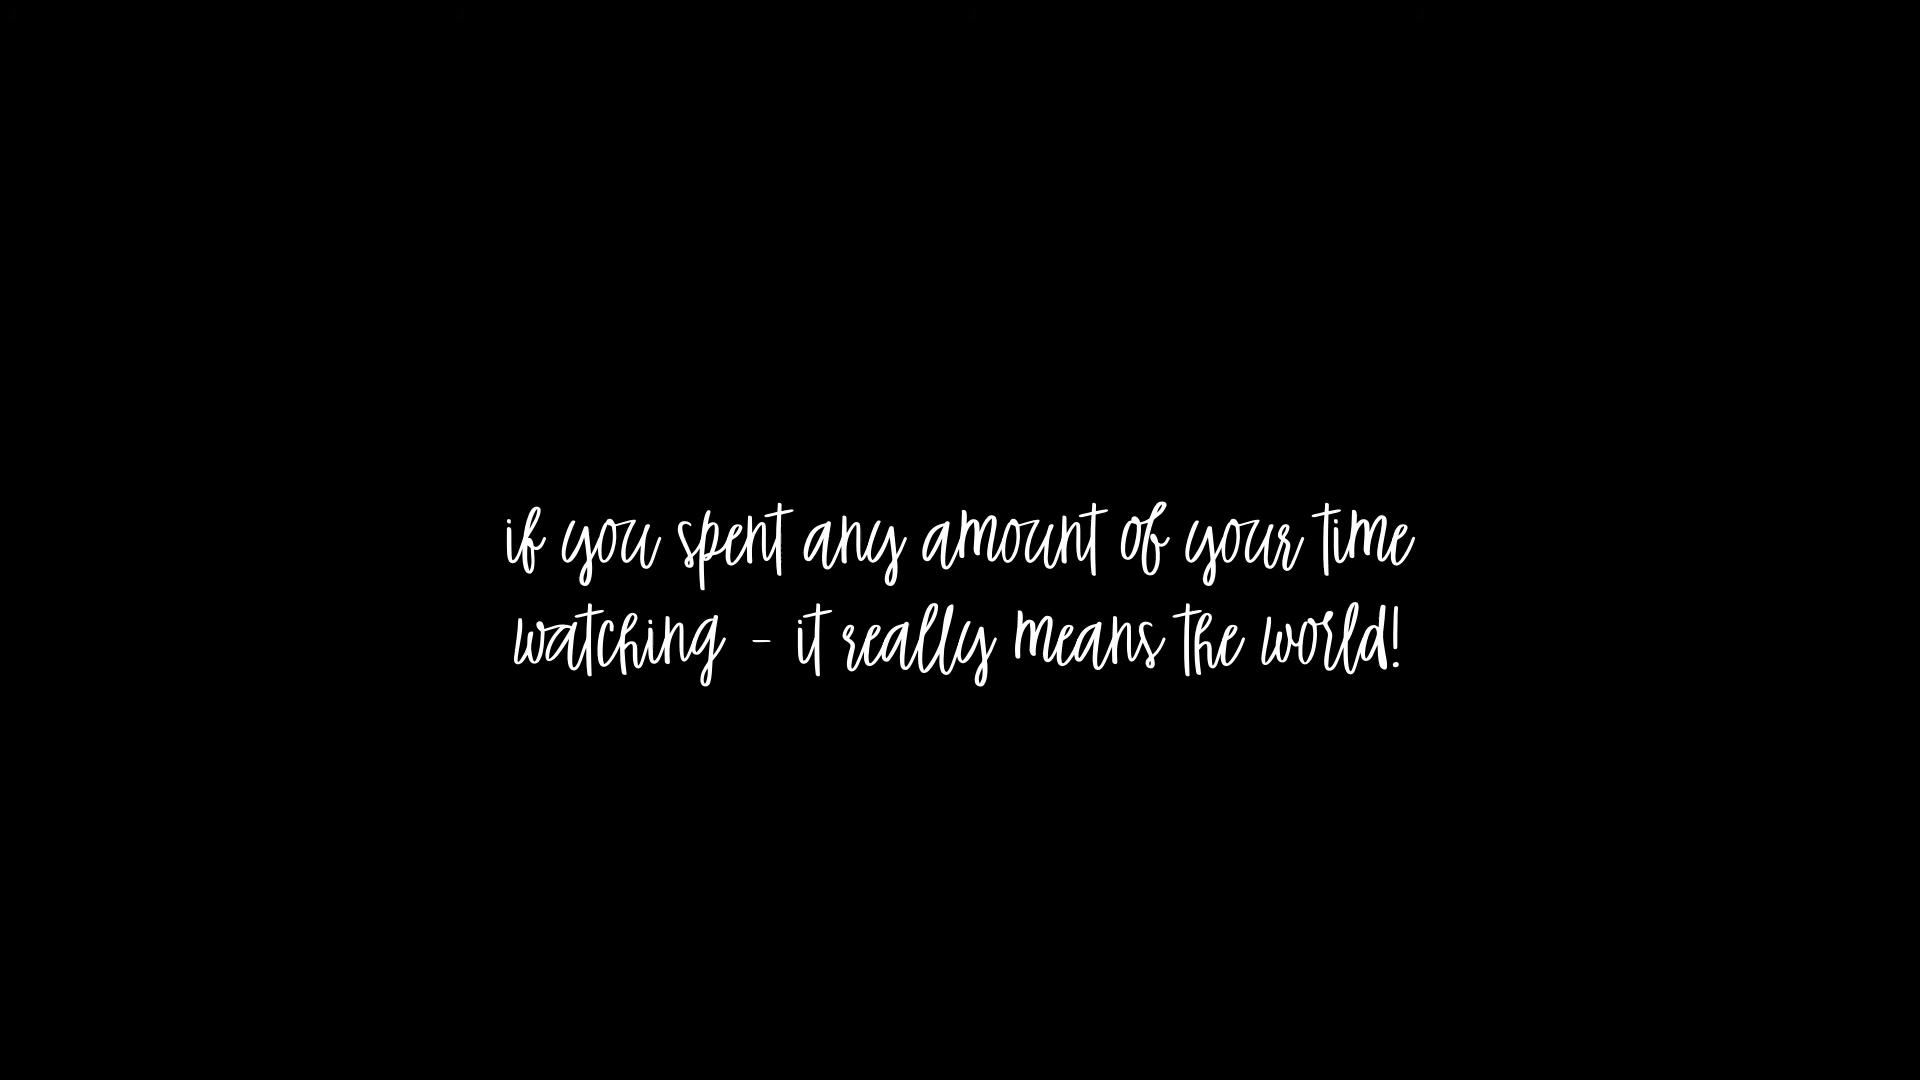 if you spent any amount of your time
watching - it really means the world!